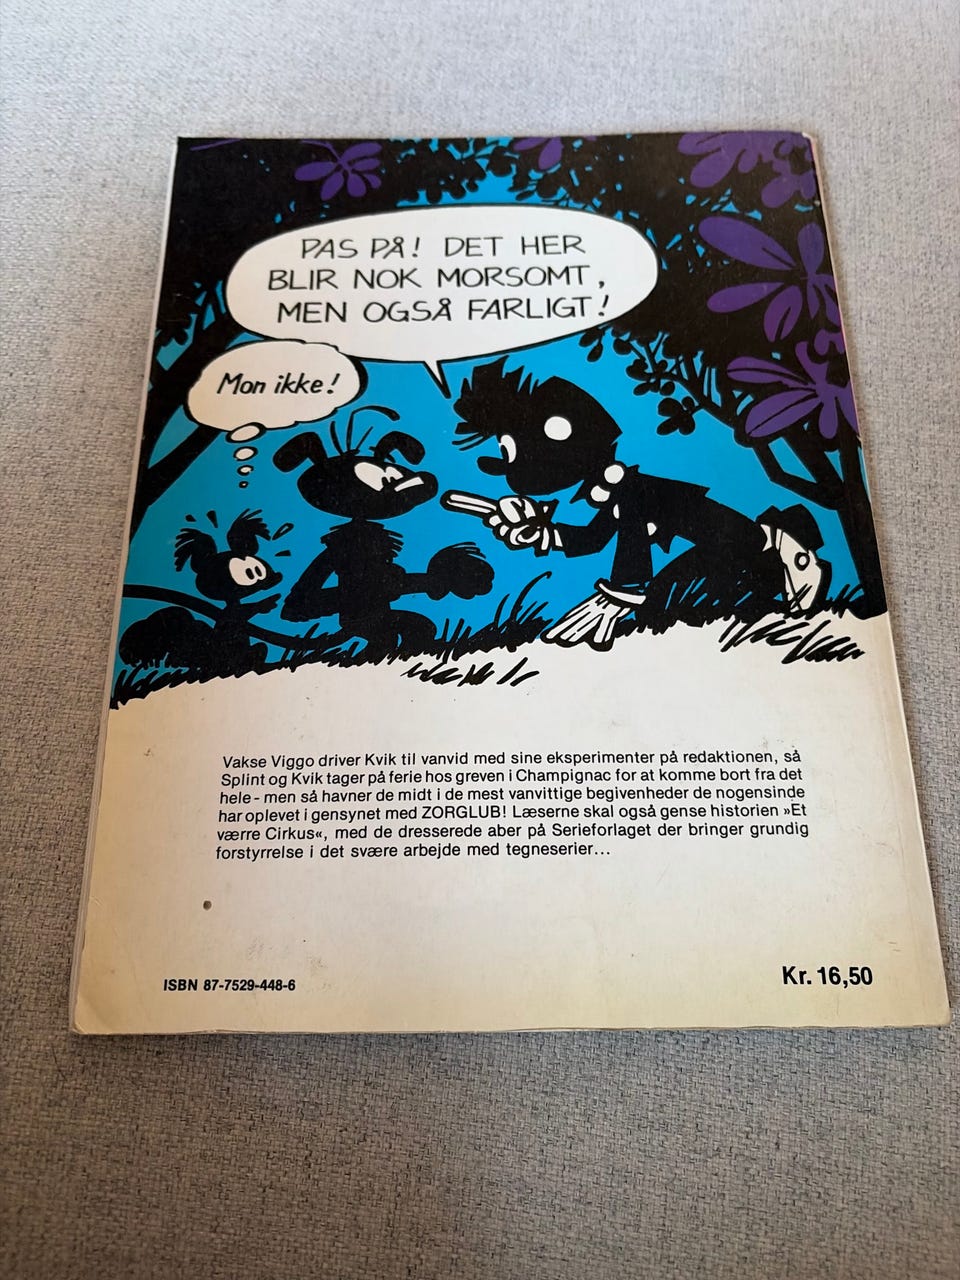 PAS PÅ! DET HER
BLIR NOK MORSOMT,
MEN OGSÅ FARLIGT!
Mon ikke!
Vakse Viggo driver Kvik til vanvid med sine eksperimenter på redaktionen, så
Splint og Kvik tager på ferie hos greven i Champignac for at komme bort fra det
hele - men så havner de midt i de mest vanvittige begivenheder de nogensinde
har oplevet i gensynet med ZORGLUB! Læserne skal også gense historien »Et
værre Cirkus«, med de dresserede aber på Serieforlaget der bringer grundig
forstyrrelse i det svære arbejde med tegneserier...
ISBN 87-7529-448-6
Kr. 16,50